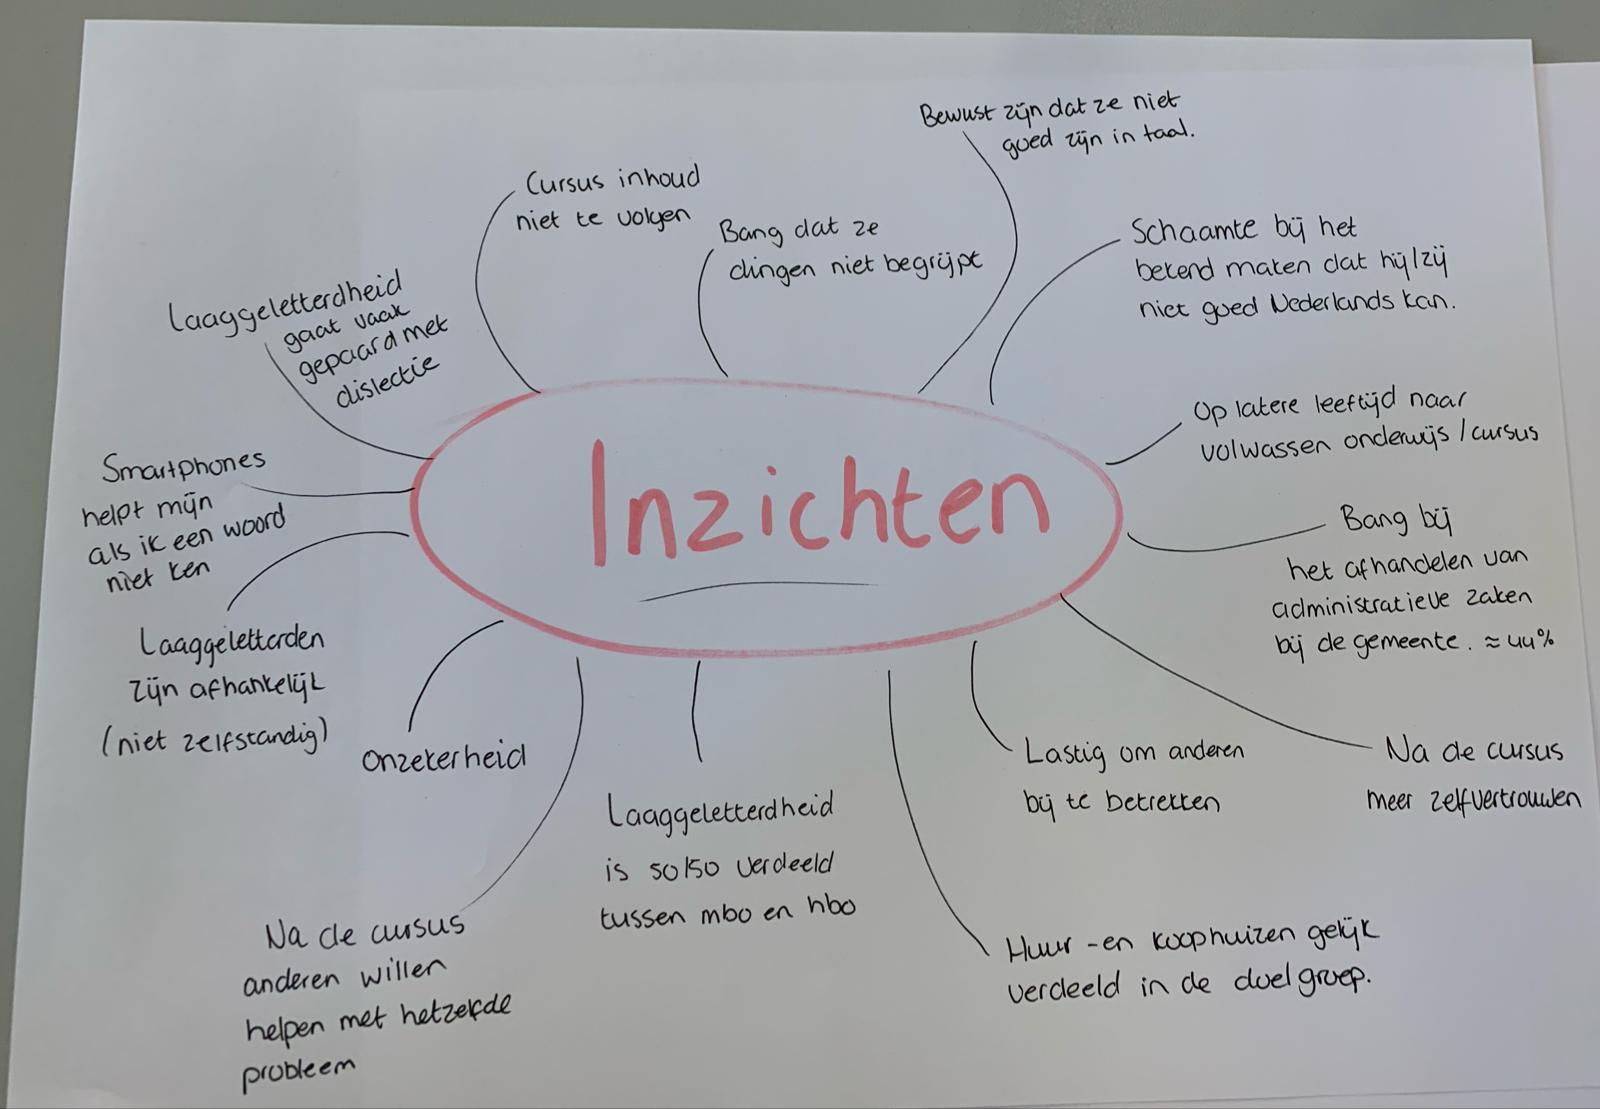 Bewust zijn dat ze niet
goed zijn in taal.
Cursus inhoud
niet te volgen
Bang dat ze
dingen niet begrijpt
Schaamte bij het
bekend maken dat hij/zij
niet goed Nederlands kan.
Laaggeletterdheid
gaat vaak
gepaard met
dislectie
Op latere leeftijd naar
volwassen onderwijs / cursus
Smartphones
helpt mijn
als ik een woord
niet ken
Inzichten
Bang bij
het afhandelen van
administratieve zaken
bij de gemeente. ≈ 44%
Laaggeletterden
zijn afhankelijk
(niet zelfstandig)
Onzekerheid
Lastig om anderen
bij te betrekken
Na de cursus
meer zelfvertrouwen
Laaggeletterdheid
is 50/50 verdeeld
tussen mbo en hbo
Na de cursus
anderen willen
helpen met hetzelfde
probleem
Huur - en koophuizen gelijk
verdeeld in de doelgroep.